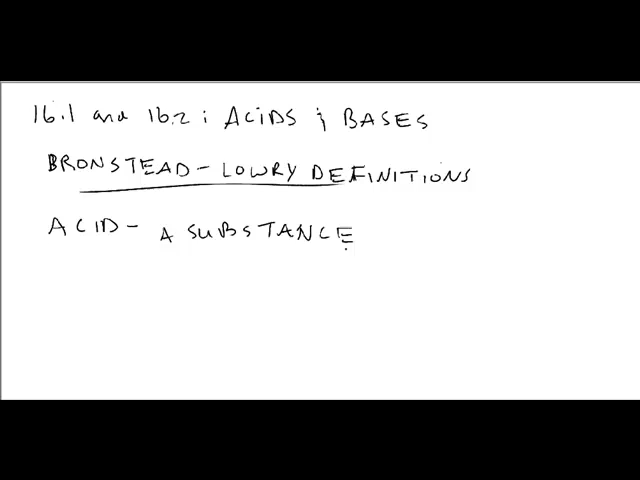 16.1 and 16.2 : ACIDS & BASES
BRONSTEAD - LOWRY DEFINITIONS
ACID - A SUBSTANCE